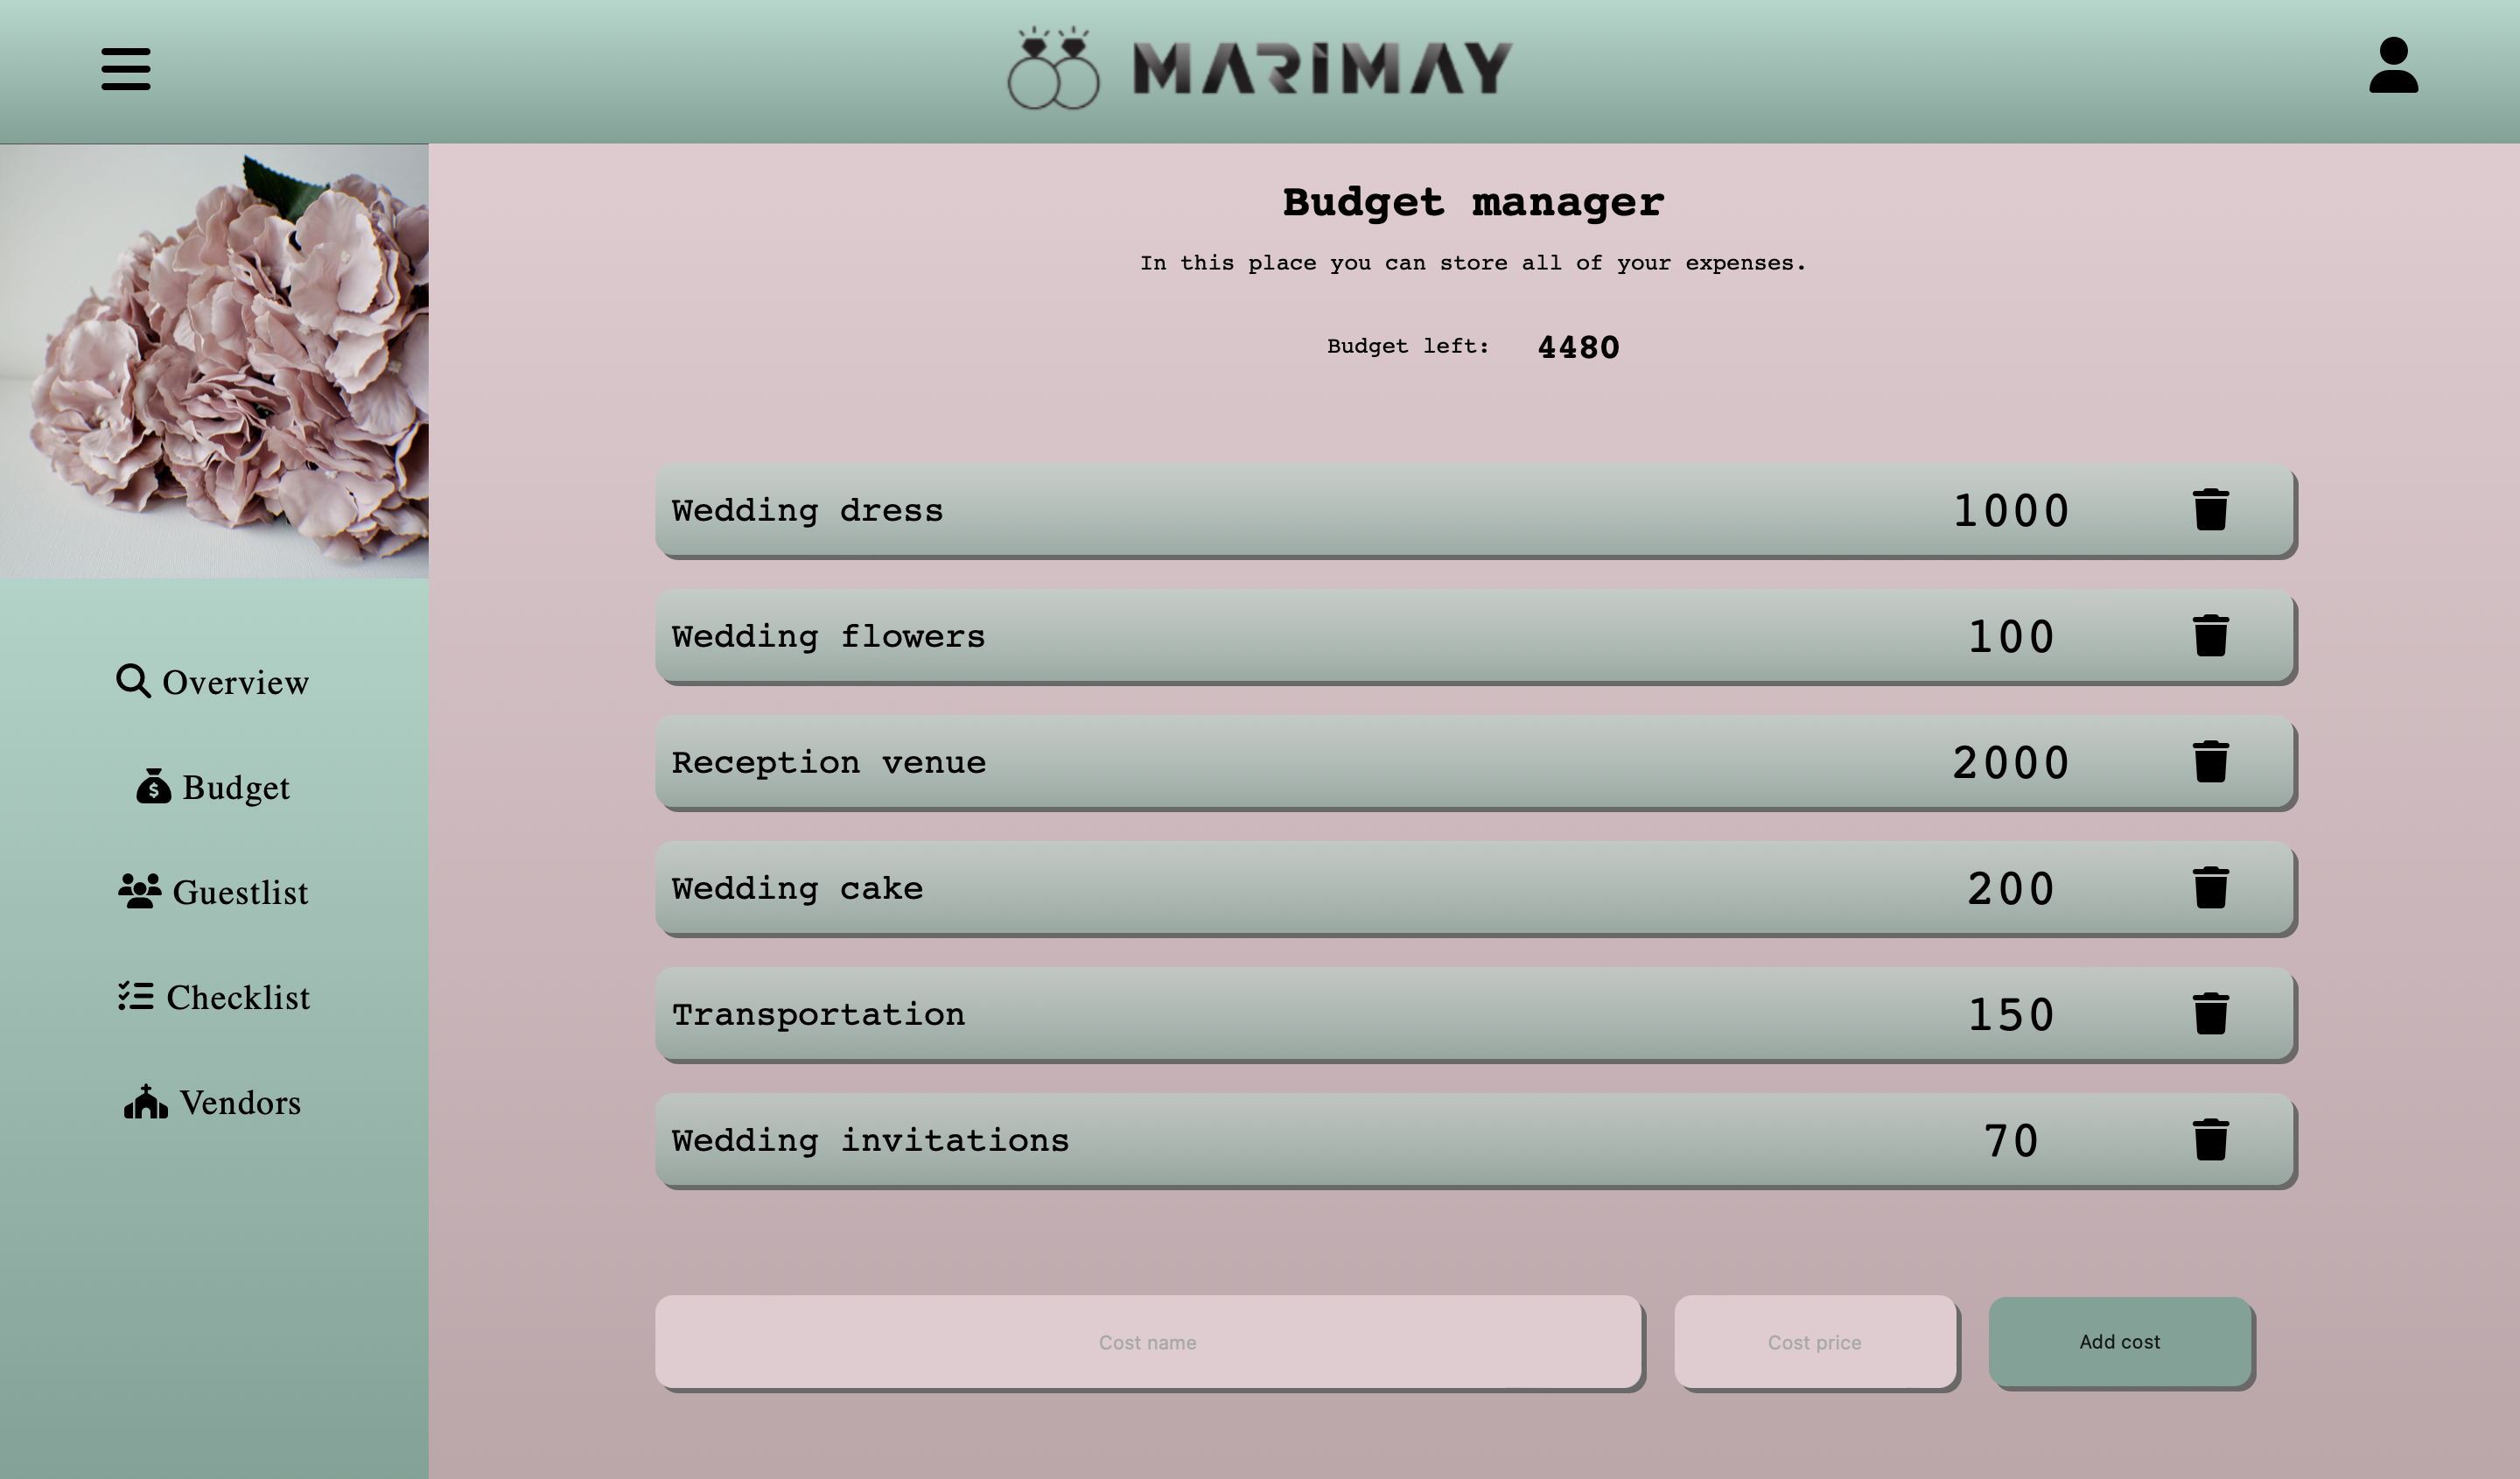 MARIMAY
Budget manager
In this place you can store all of your expenses.
Budget left: 4480
Overview
Budget
Guestlist
Checklist
Vendors
Wedding dress 1000
Wedding flowers 100
Reception venue 2000
Wedding cake 200
Transportation 150
Wedding invitations 70
Cost name Cost price Add cost